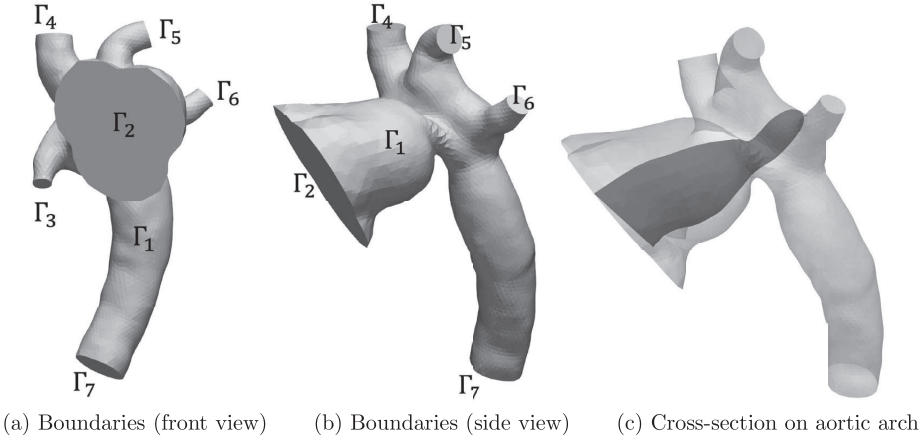 Γ4
Γ5
Γ6
Γ2
Γ3
Γ1
Γ7
Γ4
Γ5
Γ6
Γ1
Γ2
Γ7
(a) Boundaries (front view)
(b) Boundaries (side view)
(c) Cross-section on aortic arch